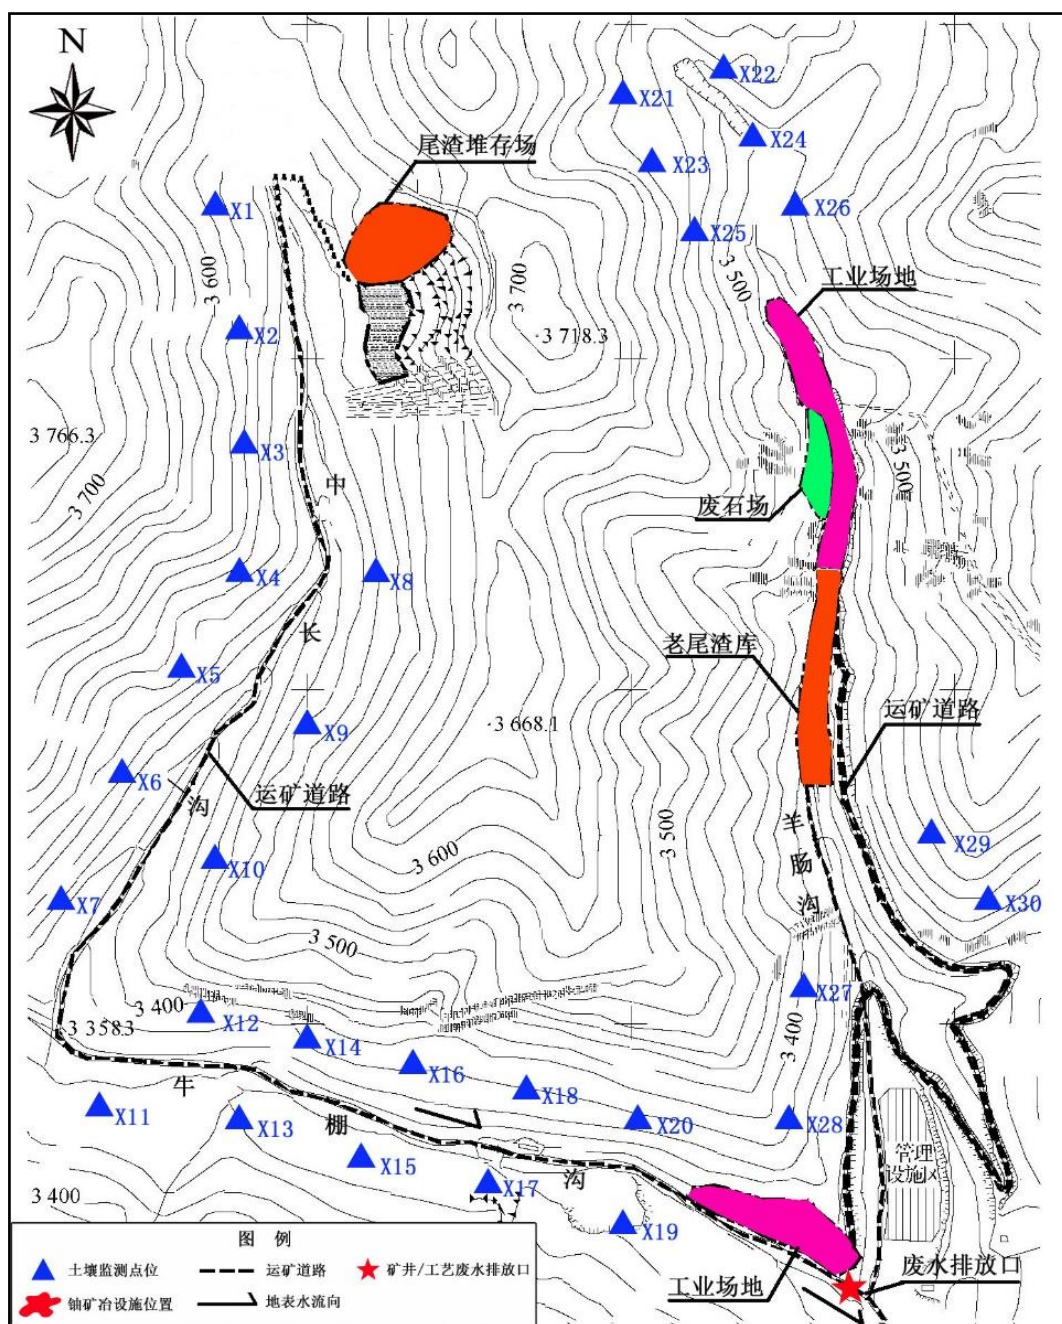 N
X22
X21
X24
尾渣堆存场
X23
X1
X26
X25
3 600
3 700
3 500
工业场地
X2
·3 718.3
3 766.3
X3
3 500
3 700
中
废石场
X4
X8
长
老尾渣库
X5
运矿道路
X9
·3 668.1
X6
运矿道路
沟
羊
肠
沟
3 500
X29
3 600
X10
X7
X30
3 500
X27
3 400
X12
3 358.3
3 400
X14
X16
牛
X18
X11
X13
棚
X20
X28
管理
设施区
X15
沟
X17
3 400
X19
图 例
废水排放口
土壤监测点位
运矿道路
矿井/工艺废水排放口
工业场地
铀矿冶设施位置
地表水流向